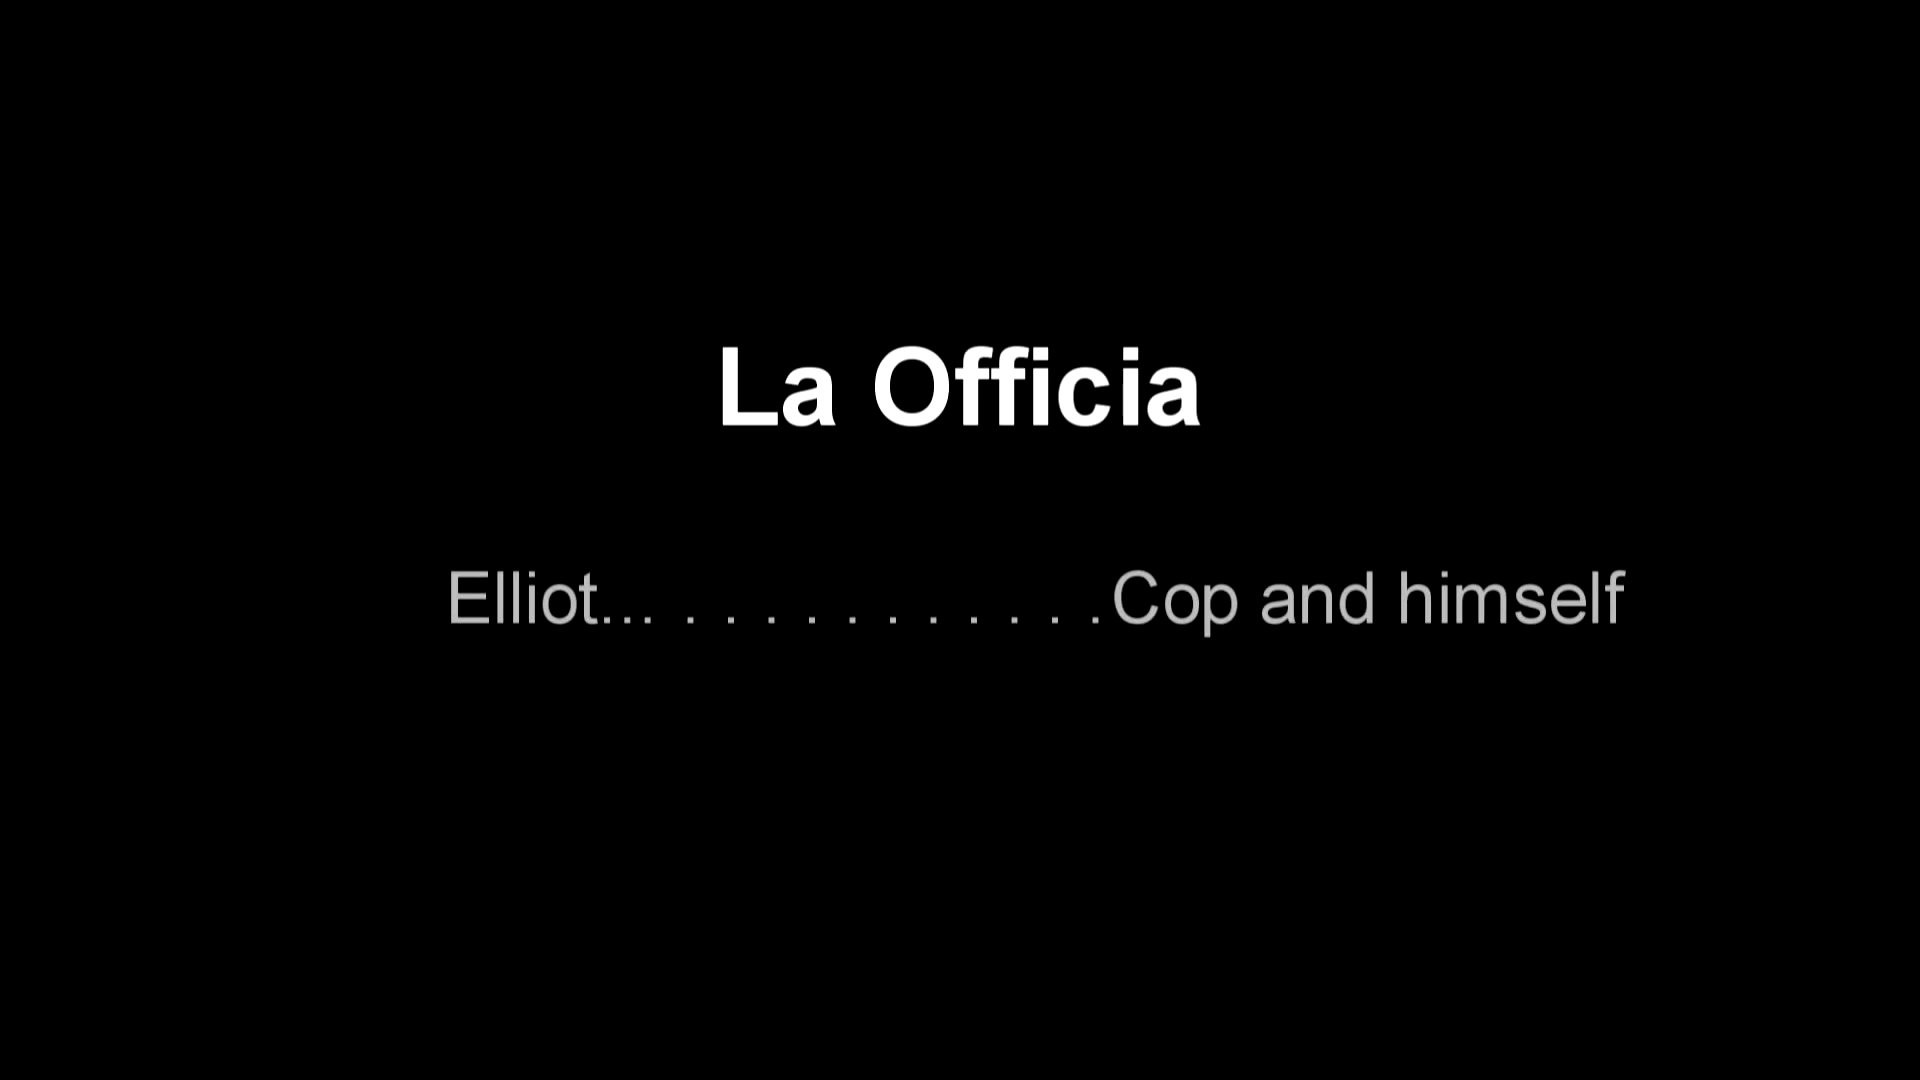 La Officia
Elliot... . . . . . . . . . . .Cop and himself